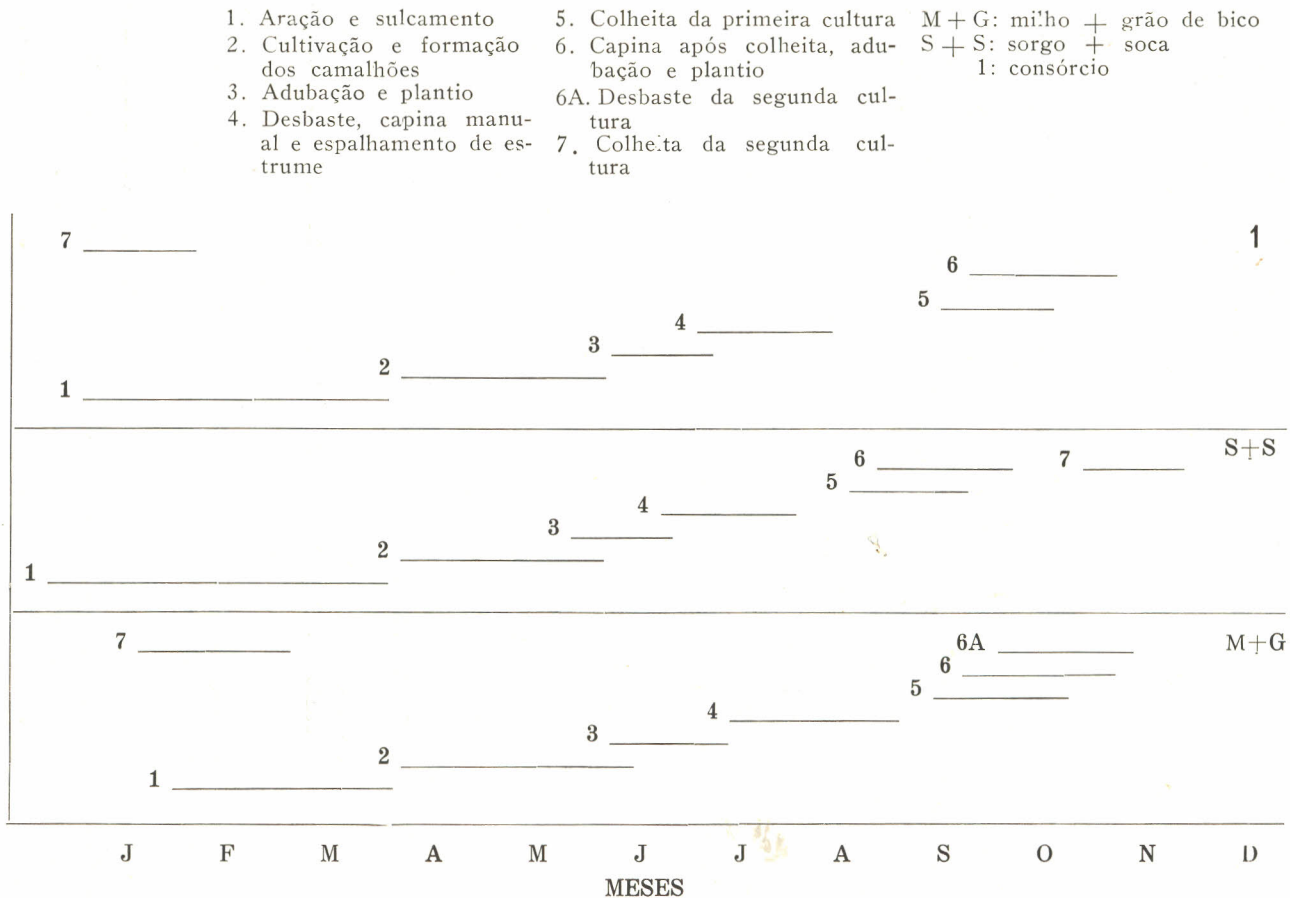 1. Aração e sulcamento
2. Cultivação e formação
dos camalhões
3. Adubação e plantio
4. Desbaste, capina manu-
al e espalhamento de es-
trume
5. Colheita da primeira cultura
6. Capina após colheita, adu-
bação e plantio
6A. Desbaste da segunda cul-
tura
7. Colheita da segunda cul-
tura
M + G: milho + grão de bico
S + S: sorgo + soca
1: consórcio
7
1
6
5
4
3
2
1
S+S
6
7
5
4
3
2
1
7
6A
M+G
6
5
4
3
2
1
J F M A M J J A S O N D
MESES